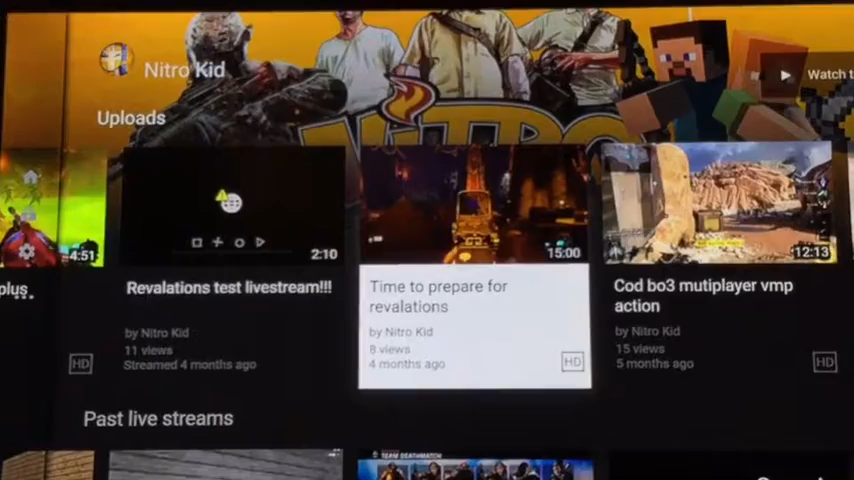 Nitro Kid
Watch t
Uploads
NITRO
4:51
2:10
15:00
12:13
plus...
Revalations test livestream!!!
Time to prepare for
revalations
Cod bo3 mutiplayer vmp
action
by Nitro Kid
11 views
Streamed 4 months ago
by Nitro Kid
8 views
4 months ago
by Nitro Kid
15 views
5 months ago
HD
HD
HD
Past live streams
TEAM DEATHMATCH